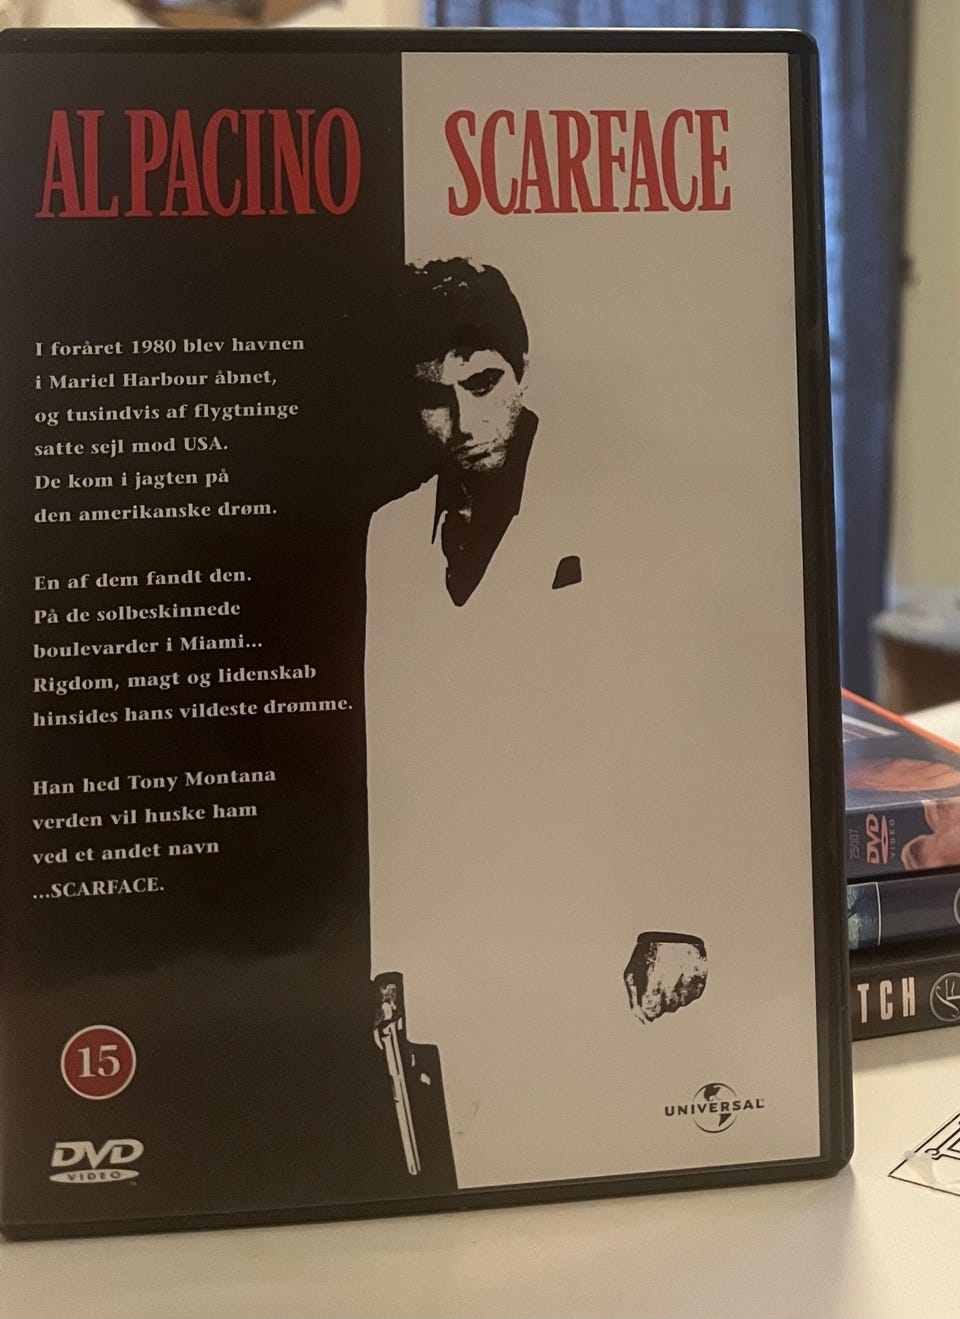 AL PACINO
SCARFACE
I foråret 1980 blev havnen
i Mariel Harbour åbnet,
og tusindvis af flygtninge
satte sejl mod USA.
De kom i jagten på
den amerikanske drøm.
En af dem fandt den.
På de solbeskinnede
boulevarder i Miami...
Rigdom, magt og lidenskab
hinsides hans vildeste drømme.
Han hed Tony Montana
verden vil huske ham
ved et andet navn
...SCARFACE.
15
DVD
VIDEO
UNIVERSAL
25007
DVD
VIDEO
TCH